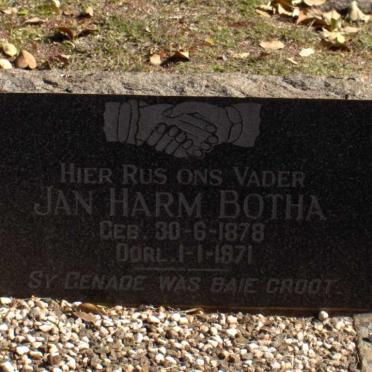 HIER RUS ONS VADER
JAN HARM BOTHA
GEB. 30-6-1878
OORL. 1-1-1971
SY GENADE WAS BAIE GROOT.